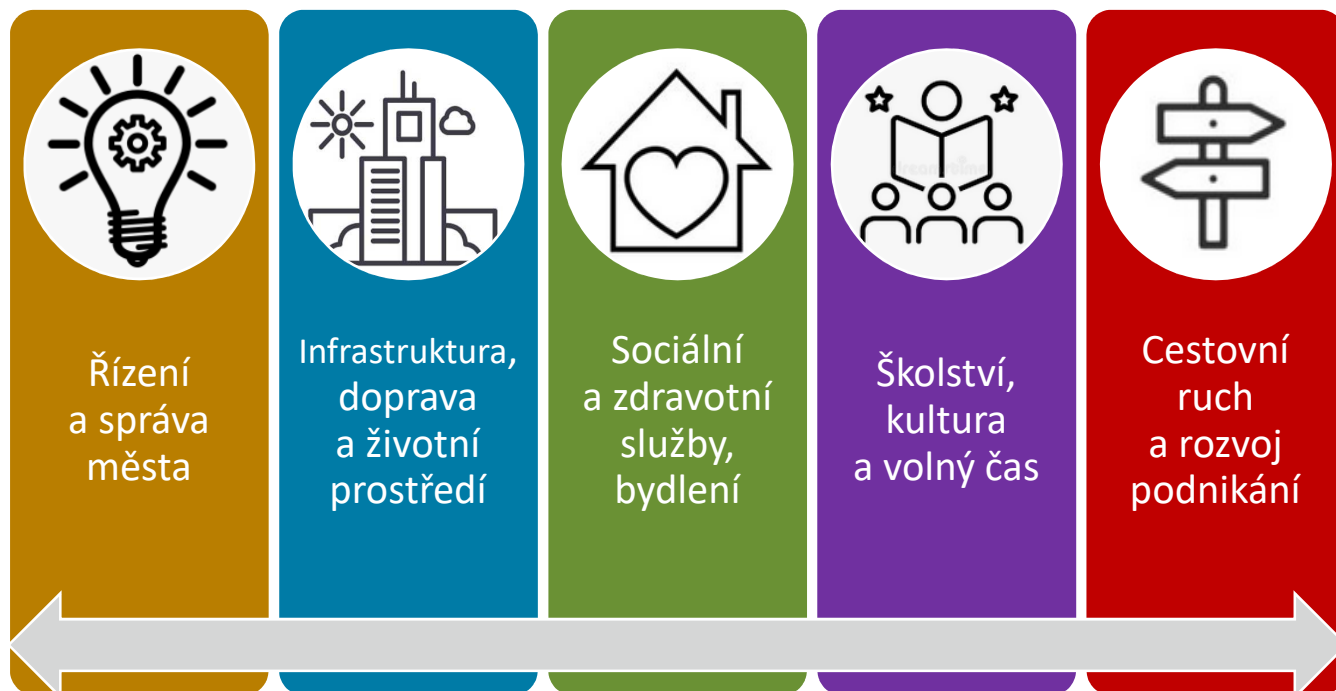 Řízení
a správa
města
Infrastruktura,
doprava
a životní
prostředí
Sociální
a zdravotní
služby,
bydlení
Školství,
kultura
a volný čas
Cestovní
ruch
a rozvoj
podnikání